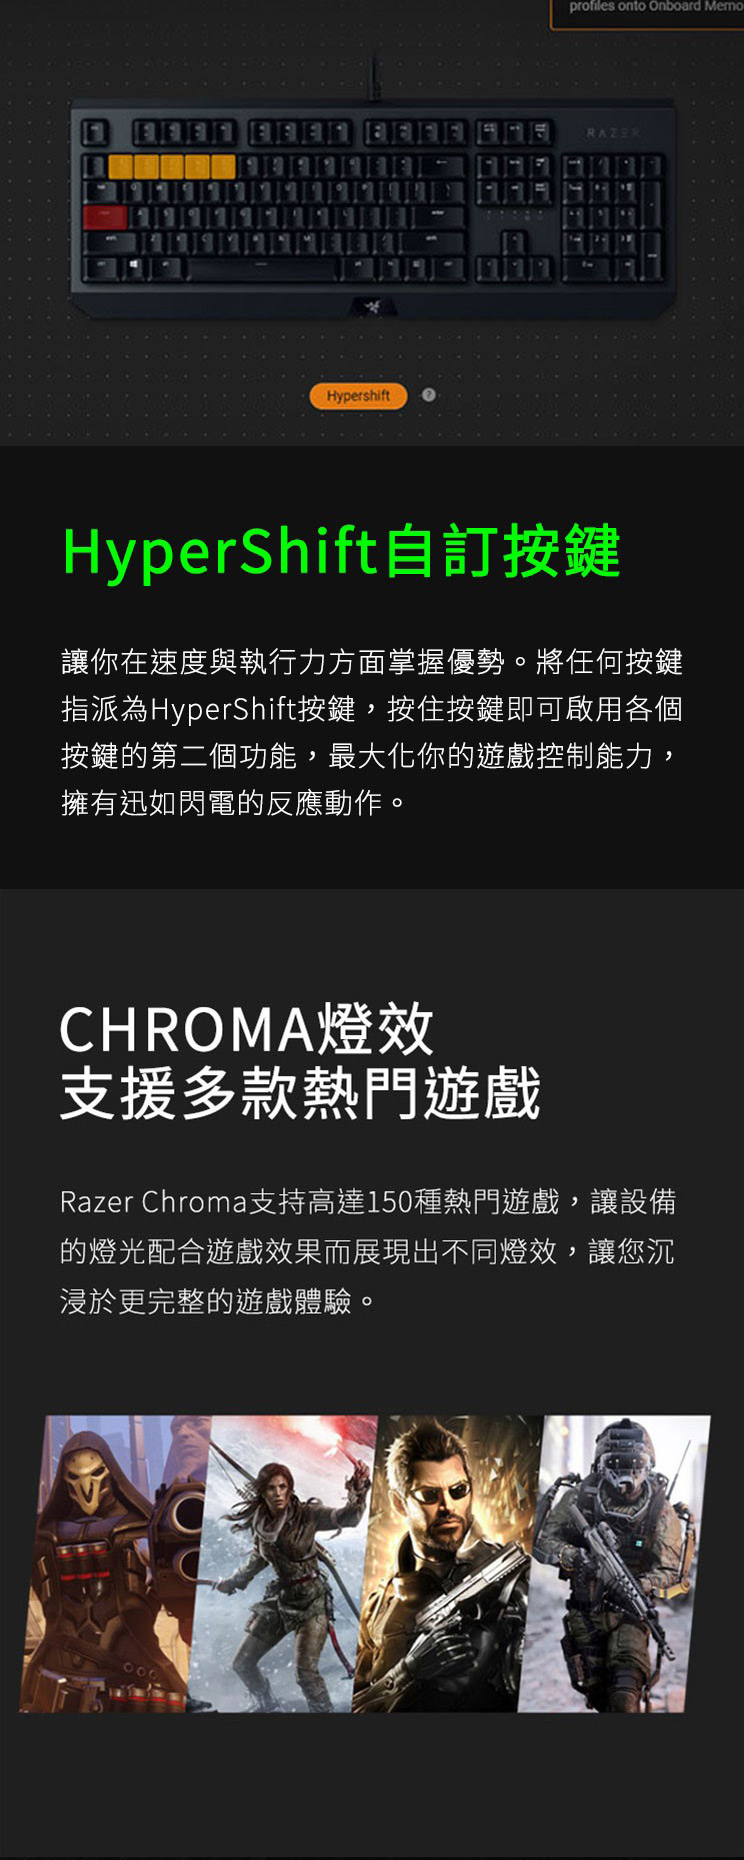 profiles onto Onboard Memo
RAZER
Hypershift
?
HyperShift自訂按鍵
讓你在速度與執行力方面掌握優勢。將任何按鍵
指派為HyperShift按鍵，按住按鍵即可啟用各個
按鍵的第二個功能，最大化你的遊戲控制能力，
擁有迅如閃電的反應動作。
CHROMA燈效
支援多款熱門遊戲
Razer Chroma支持高達150種熱門遊戲，讓設備
的燈光配合遊戲效果而展現出不同燈效，讓您沉
浸於更完整的遊戲體驗。